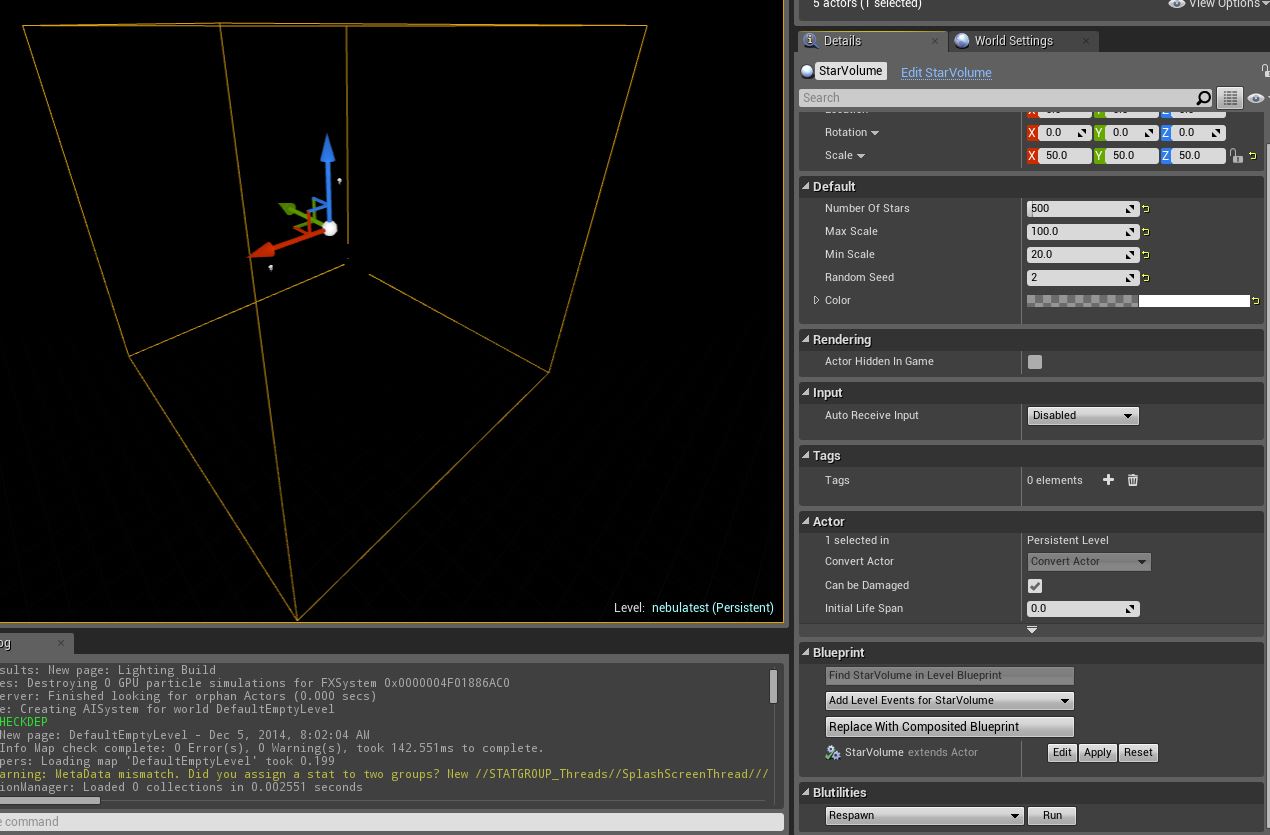 5 actors (1 selected)
View Options
Details
World Settings
StarVolume
Edit StarVolume
Search
Location
Rotation X 0.0 Y 0.0 Z 0.0
Scale X 50.0 Y 50.0 Z 50.0
Default
Number Of Stars 500
Max Scale 100.0
Min Scale 20.0
Random Seed 2
Color
Rendering
Actor Hidden In Game
Input
Auto Receive Input Disabled
Tags
Tags 0 elements
Actor
1 selected in Persistent Level
Convert Actor Convert Actor
Can be Damaged
Initial Life Span 0.0
Blueprint
Find StarVolume in Level Blueprint
Add Level Events for StarVolume
Replace With Composited Blueprint
StarVolume extends Actor Edit Apply Reset
Blutilities
Respawn Run
Level: nebulatest (Persistent)
og
sults: New page: Lighting Build
es: Destroying 0 GPU particle simulations for FXSystem 0x0000004F01886AC0
erver: Finished looking for orphan Actors (0.000 secs)
e: Creating AISystem for world DefaultEmptyLevel
HECKDEP
New page: DefaultEmptyLevel - Dec 5, 2014, 8:02:04 AM
Info Map check complete: 0 Error(s), 0 Warning(s), took 142.551ms to complete.
pers: Loading map 'DefaultEmptyLevel' took 0.199
arning: MetaData mismatch. Did you assign a stat to two groups? New //STATGROUP_Threads//SplashScreenThread///
ionManager: Loaded 0 collections in 0.002551 seconds
e command